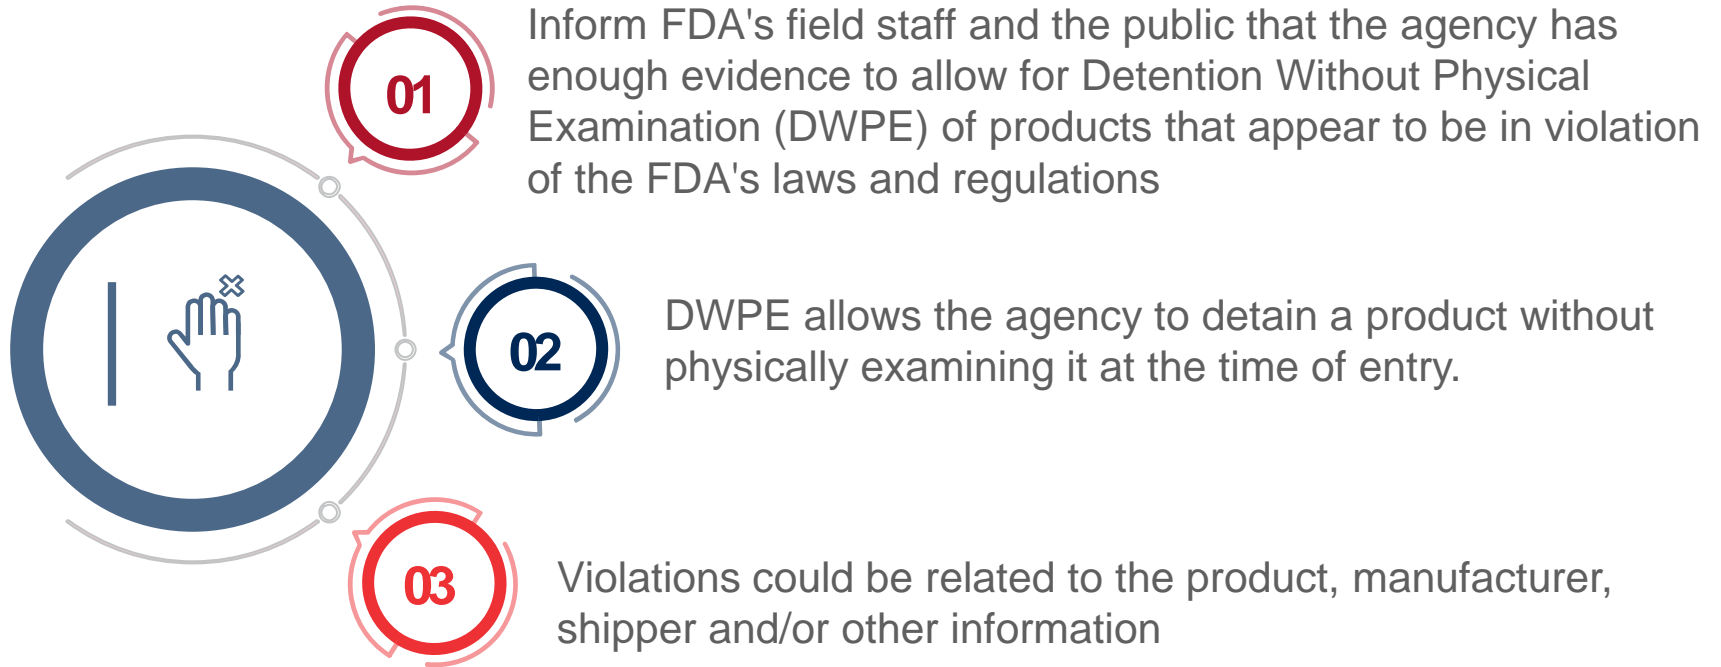 01
Inform FDA's field staff and the public that the agency has
enough evidence to allow for Detention Without Physical
Examination (DWPE) of products that appear to be in violation
of the FDA's laws and regulations
02
DWPE allows the agency to detain a product without
physically examining it at the time of entry.
03
Violations could be related to the product, manufacturer,
shipper and/or other information